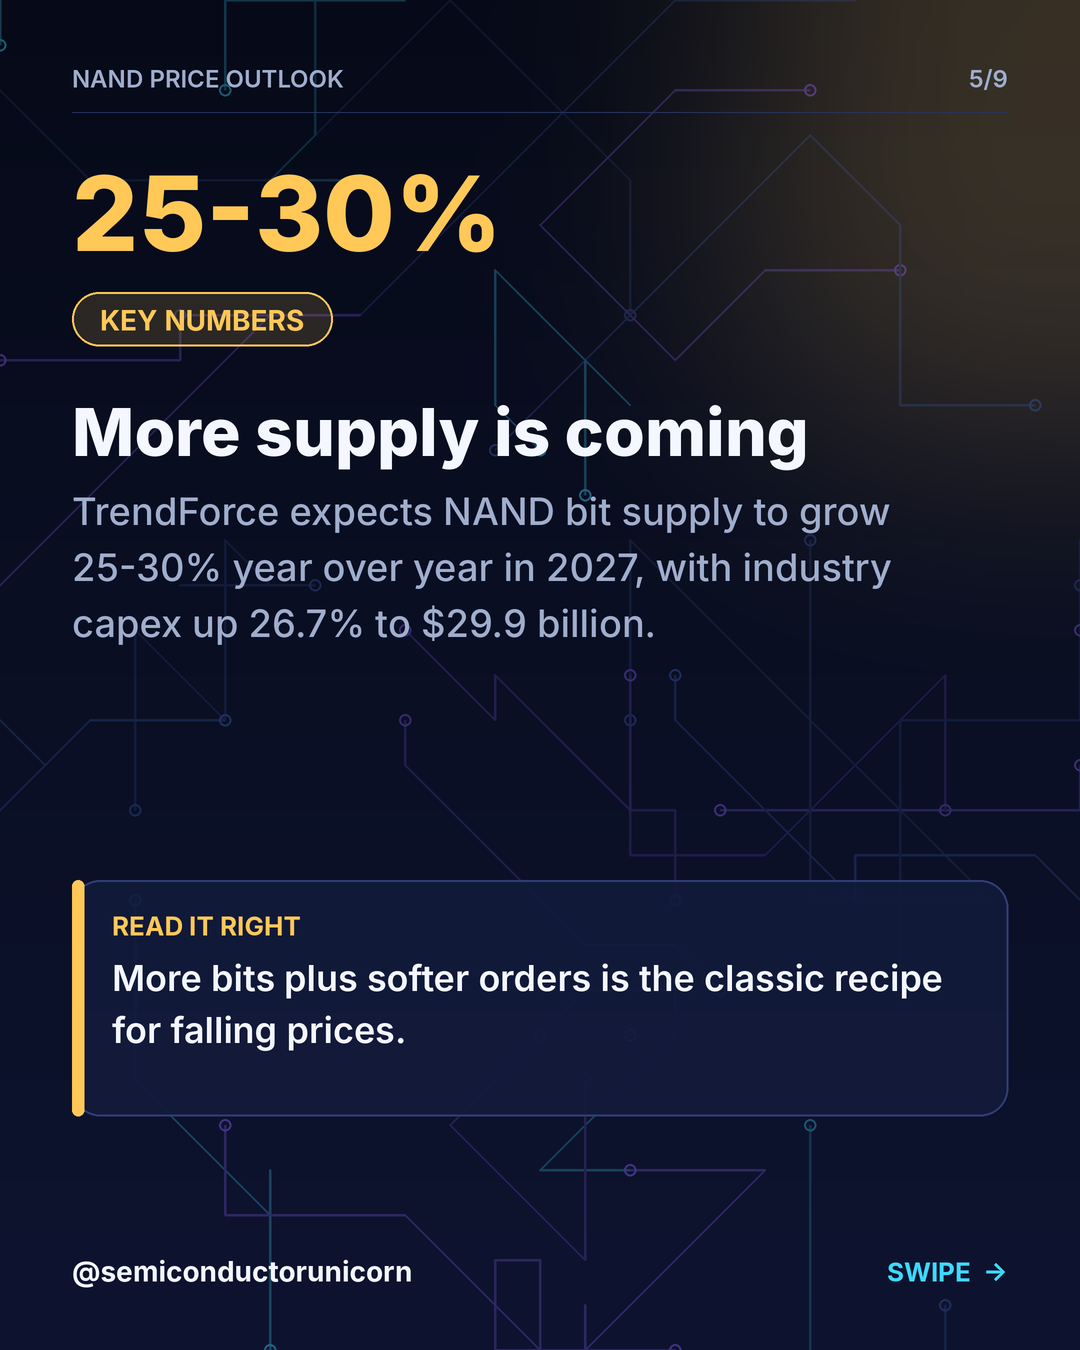 NAND PRICE OUTLOOK
5/9
25-30%
KEY NUMBERS
More supply is coming
TrendForce expects NAND bit supply to grow
25-30% year over year in 2027, with industry
capex up 26.7% to $29.9 billion.
READ IT RIGHT
More bits plus softer orders is the classic recipe
for falling prices.
@semiconductorunicorn
SWIPE →